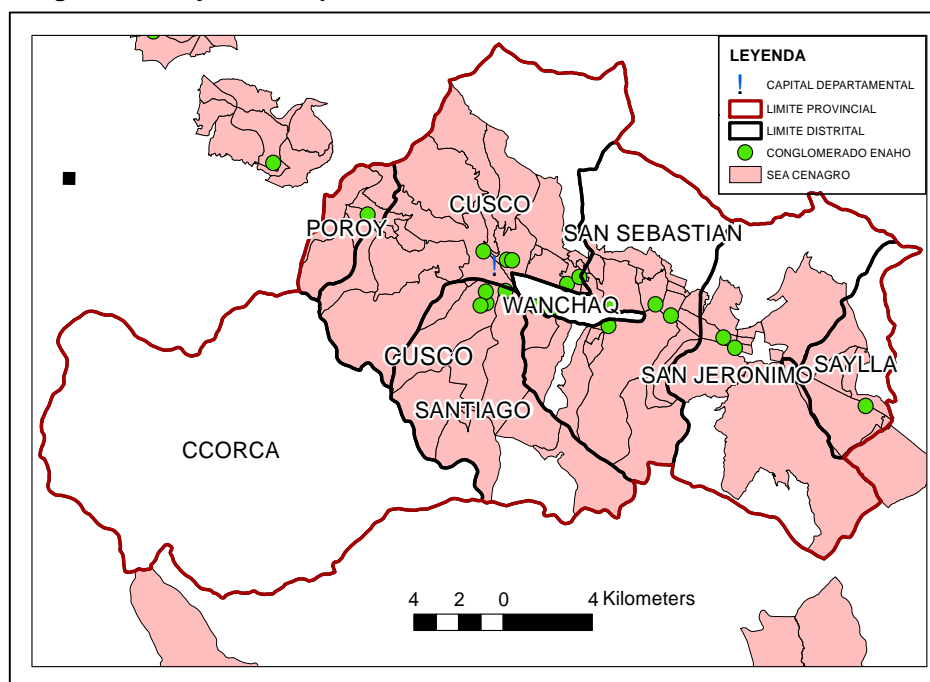 LEYENDA
! CAPITAL DEPARTAMENTAL
LIMITE PROVINCIAL
LIMITE DISTRITAL
CONGLOMERADO ENAHO
SEA CENAGRO
CUSCO
POROY
SAN SEBASTIAN
!
WANCHAQ
CUSCO
SAN JERONIMO
SAYLLA
SANTIAGO
CCORCA
4 2 0 4 Kilometers